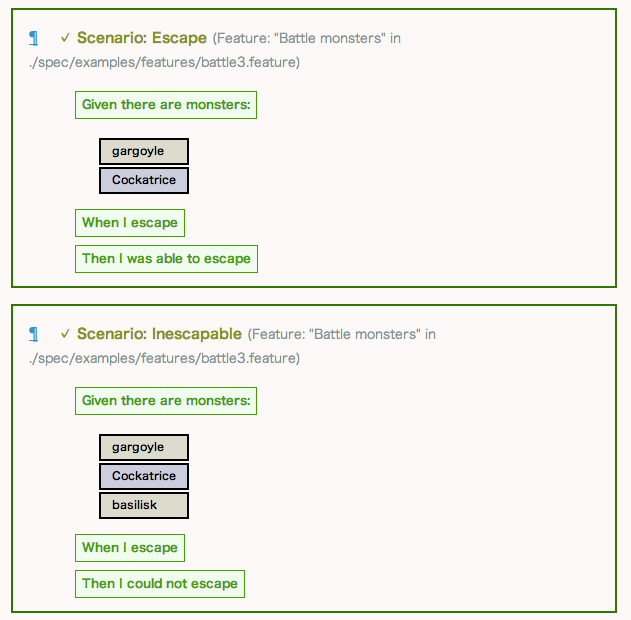 ¶ ✓ Scenario: Escape (Feature: "Battle monsters" in
./spec/examples/features/battle3.feature)
Given there are monsters:
gargoyle
Cockatrice
When I escape
Then I was able to escape
¶ ✓ Scenario: Inescapable (Feature: "Battle monsters" in
./spec/examples/features/battle3.feature)
Given there are monsters:
gargoyle
Cockatrice
basilisk
When I escape
Then I could not escape